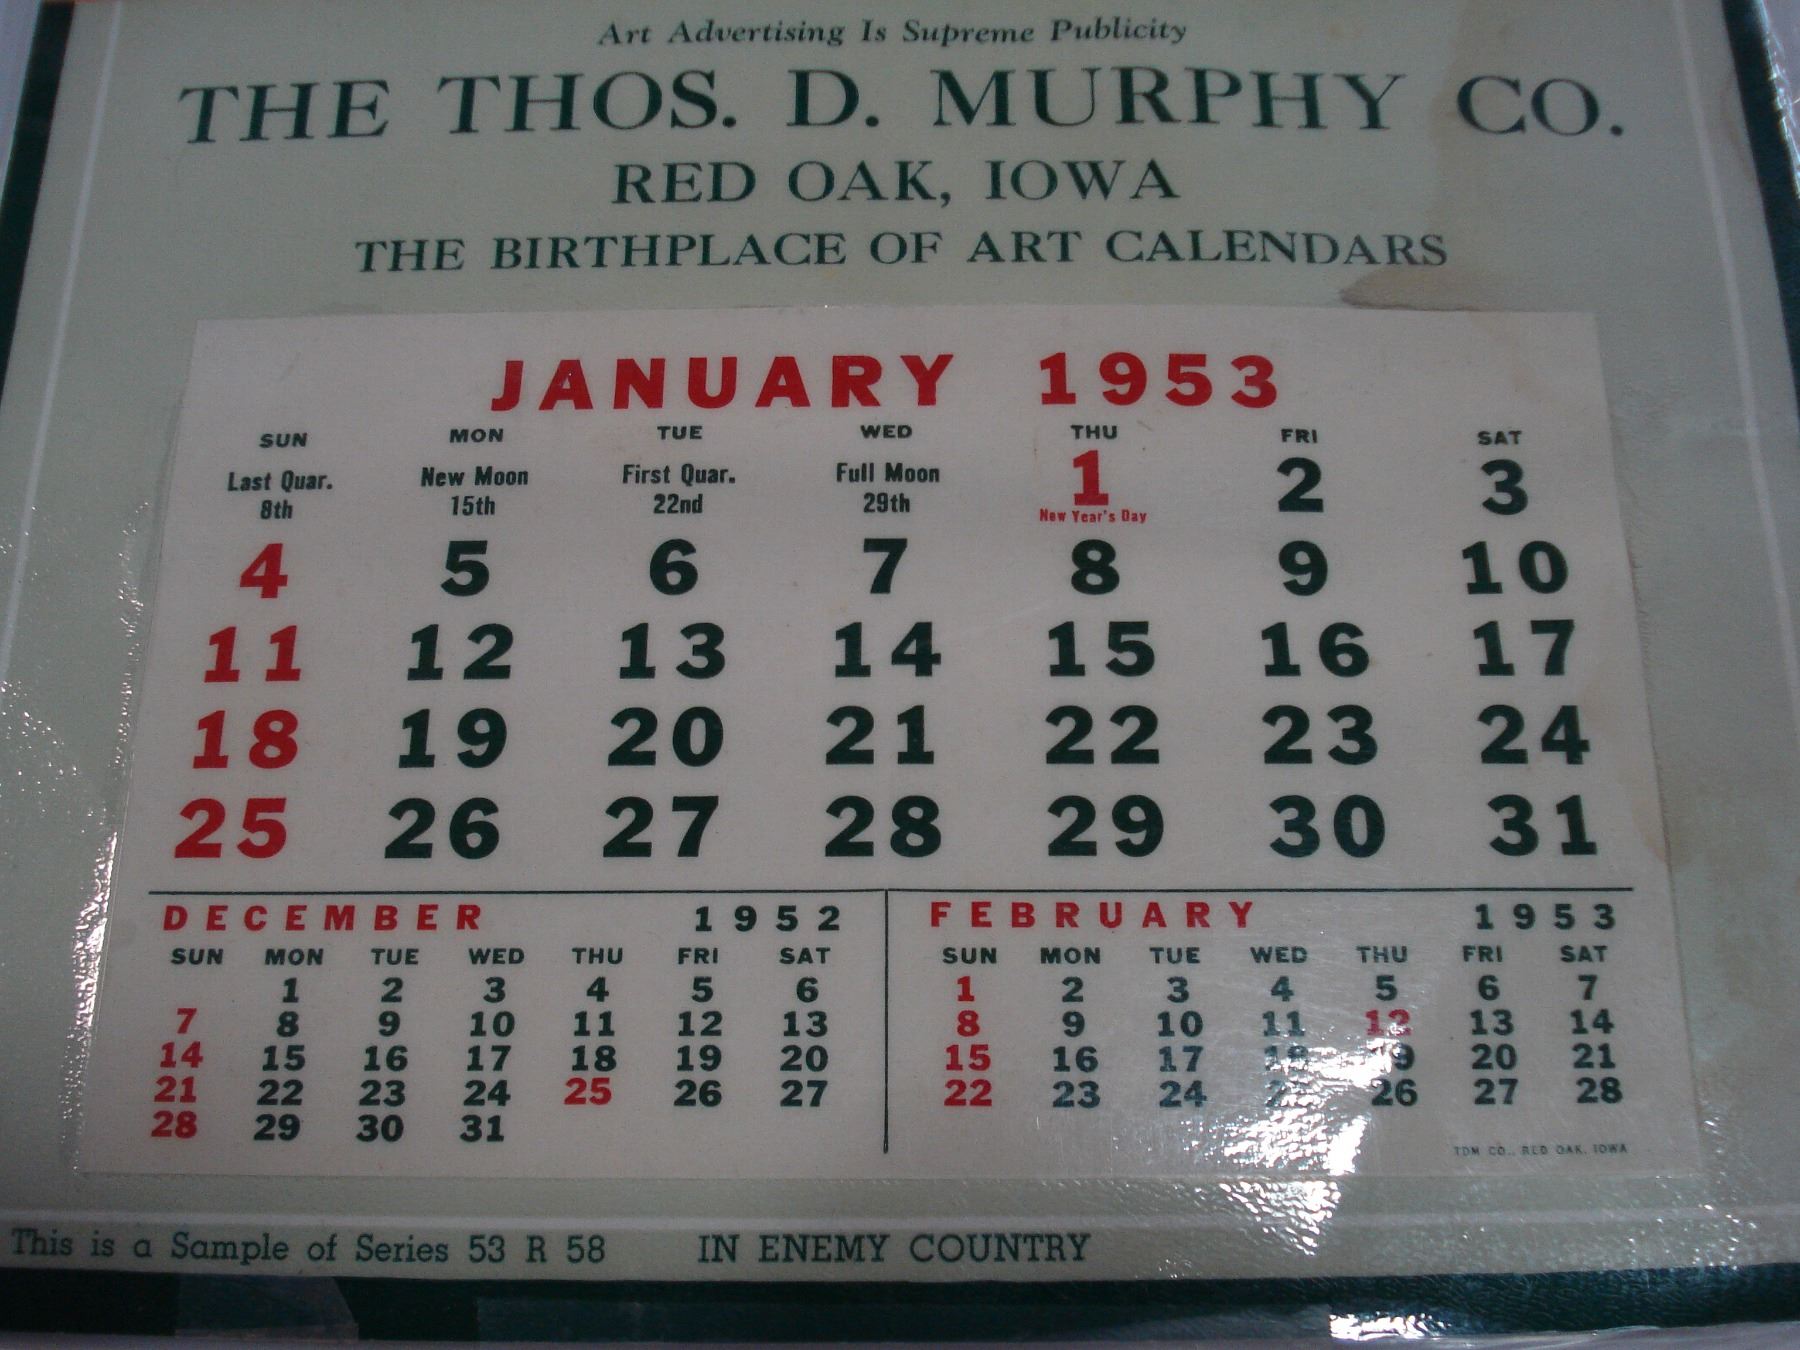 Art Advertising Is Supreme Publicity
THE THOS. D. MURPHY CO.
RED OAK, IOWA
THE BIRTHPLACE OF ART CALENDARS
JANUARY 1953
SUN MON TUE WED THU FRI SAT
Last Quar. New Moon First Quar. Full Moon 1 2 3
8th 15th 22nd 29th New Year's Day
4 5 6 7 8 9 10
11 12 13 14 15 16 17
18 19 20 21 22 23 24
25 26 27 28 29 30 31
DECEMBER 1952
SUN MON TUE WED THU FRI SAT
1 2 3 4 5 6
7 8 9 10 11 12 13
14 15 16 17 18 19 20
21 22 23 24 25 26 27
28 29 30 31
FEBRUARY 1953
SUN MON TUE WED THU FRI SAT
1 2 3 4 5 6 7
8 9 10 11 12 13 14
15 16 17 18 19 20 21
22 23 24 26 27 28
TDM CO., RED OAK, IOWA
This is a Sample of Series 53 R 58 IN ENEMY COUNTRY